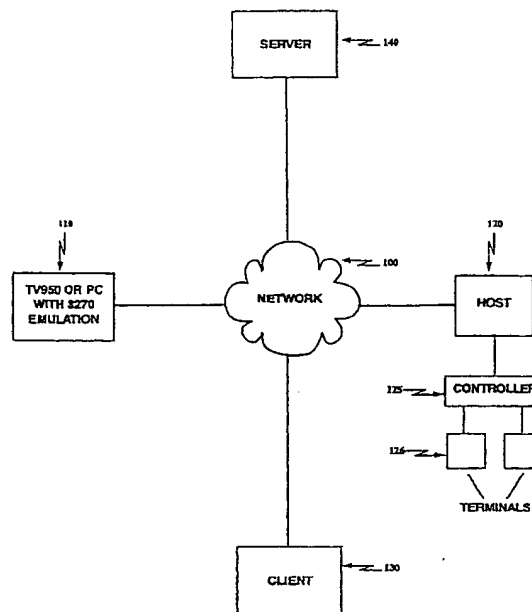 SERVER
140
110
TV950 OR PC
WITH 3270
EMULATION
NETWORK
100
120
HOST
CONTROLLER
125
126
TERMINALS
CLIENT
130